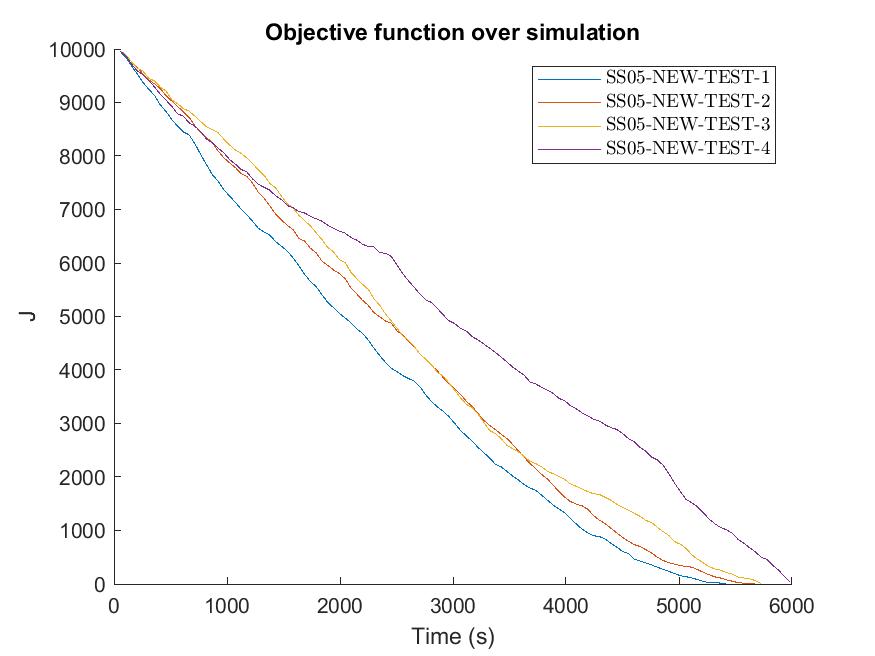 Objective function over simulation
10000
9000
8000
7000
6000
5000
4000
3000
2000
1000
0
J
SS05-NEW-TEST-1
SS05-NEW-TEST-2
SS05-NEW-TEST-3
SS05-NEW-TEST-4
0 1000 2000 3000 4000 5000 6000
Time (s)